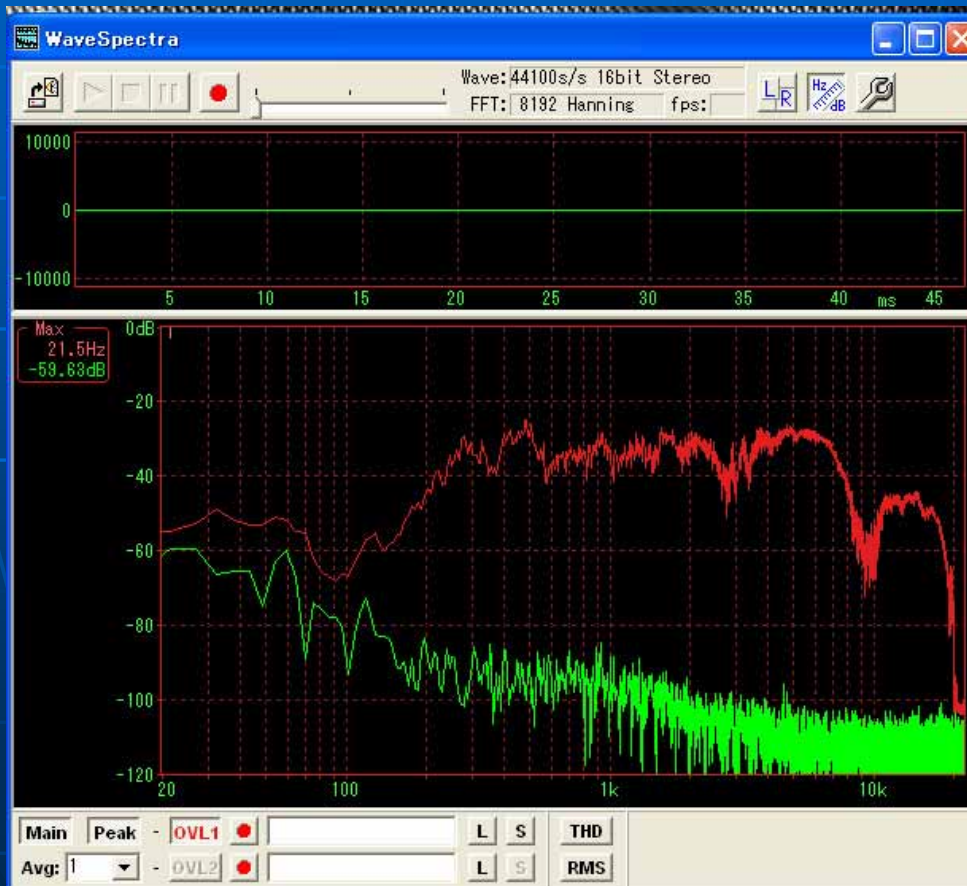 WaveSpectra
Wave:44100s/s 16bit Stereo
FFT: 8192 Hanning fps:
L R
Hz dB
10000
0
-10000
5 10 15 20 25 30 35 40 ms 45
Max
21.5Hz
-59.63dB
0dB
-20
-40
-60
-80
-100
-120
20 100 1k 10k
Main Peak - OVL1 L S THD
Avg: 1 - OVL2 L S RMS